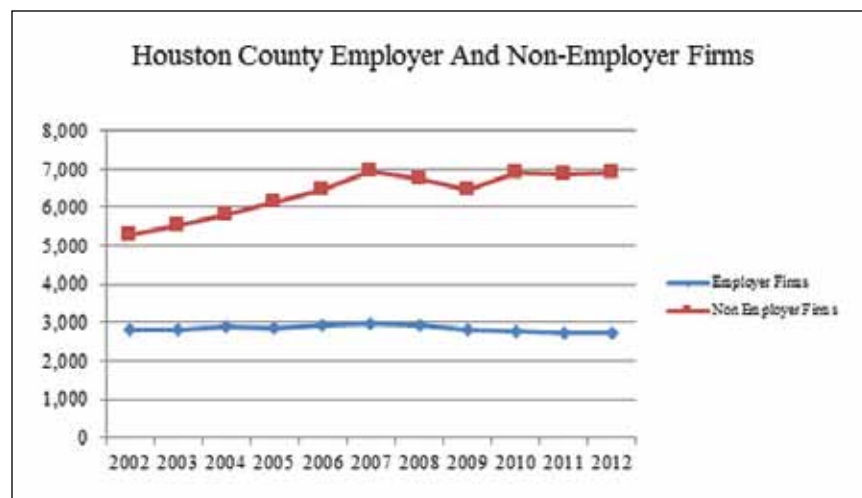 Houston County Employer And Non-Employer Firms
8,000
7,000
6,000
5,000
4,000
3,000
2,000
1,000
0
2002 2003 2004 2005 2006 2007 2008 2009 2010 2011 2012
Employer Firms
Non Employer Firms